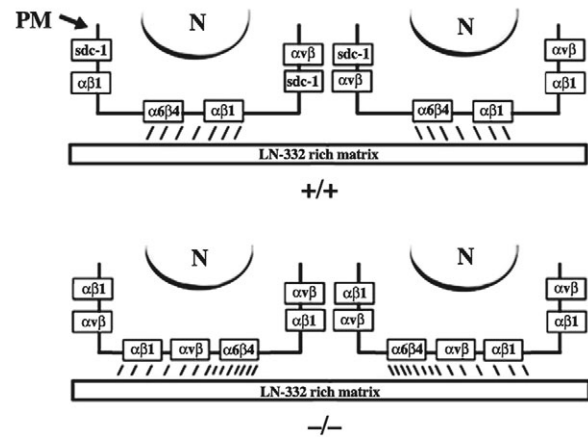 PM
N N
sdc-1 αvβ sdc-1 αvβ
αβ1 sdc-1 αvβ αβ1
α6β4 αβ1 α6β4 αβ1
LN-332 rich matrix
+/+
N N
αβ1 αvβ αβ1 αvβ
αvβ αβ1 αvβ αβ1
αβ1 αvβ α6β4 α6β4 αvβ αβ1
LN-332 rich matrix
−/−